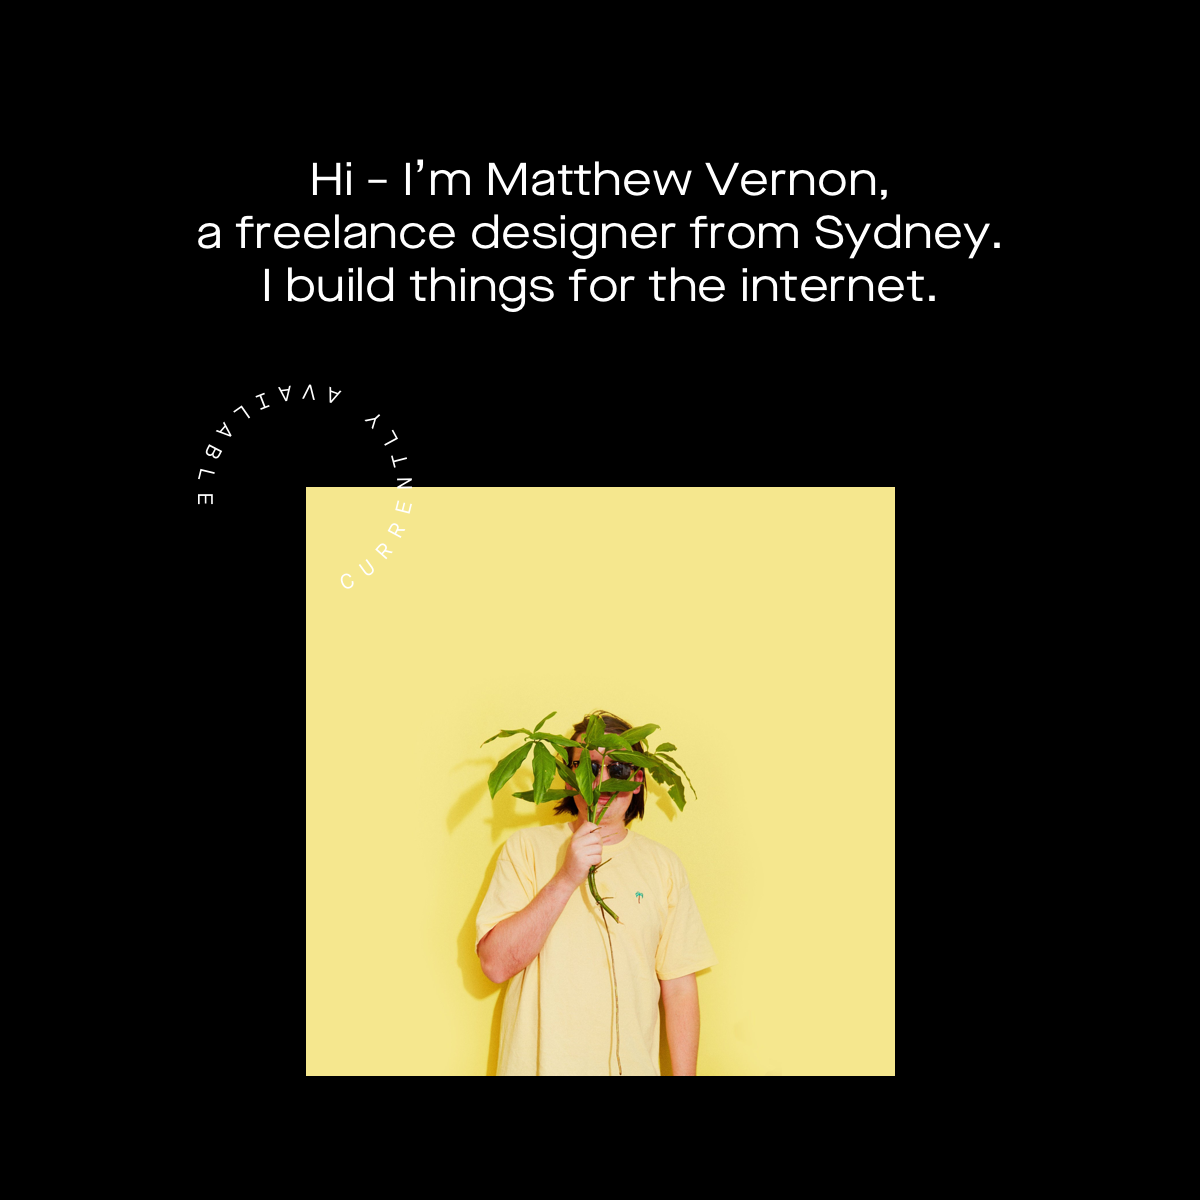 Hi – I’m Matthew Vernon,
a freelance designer from Sydney.
I build things for the internet.
CURRENTLY AVAILABLE